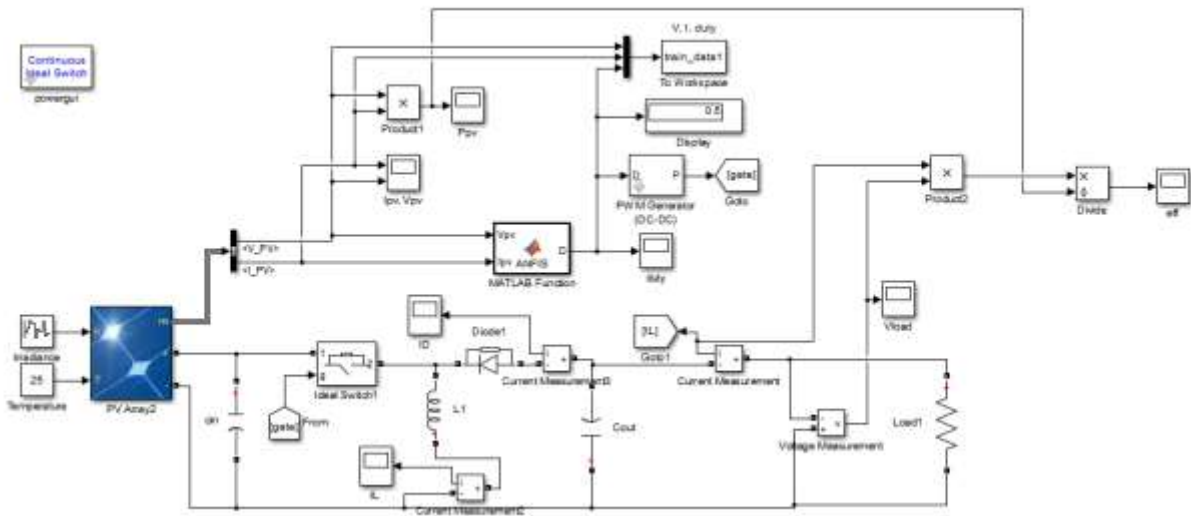 Continuous
Ideal Switch
powergui
V, I, duty
train_data1
To Workspace
Product1
Ppv
0.5
Display
Ipv, Vpv
D
P
[gate]
Goto
PWM Generator
(DC-DC)
Product2
Divide
eff
<V_PV>
<I_PV>
Vpv
ANFIS
D
MATLAB Function
Irradiance
25
Temperature
PV Array2
cin
Ideal Switch1
[gate]
From
ID
Diode1
Current Measurement3
[IL]
Goto1
Current Measurement
Vload
L1
Cout
IL
Current Measurement2
Voltage Measurement
Load1